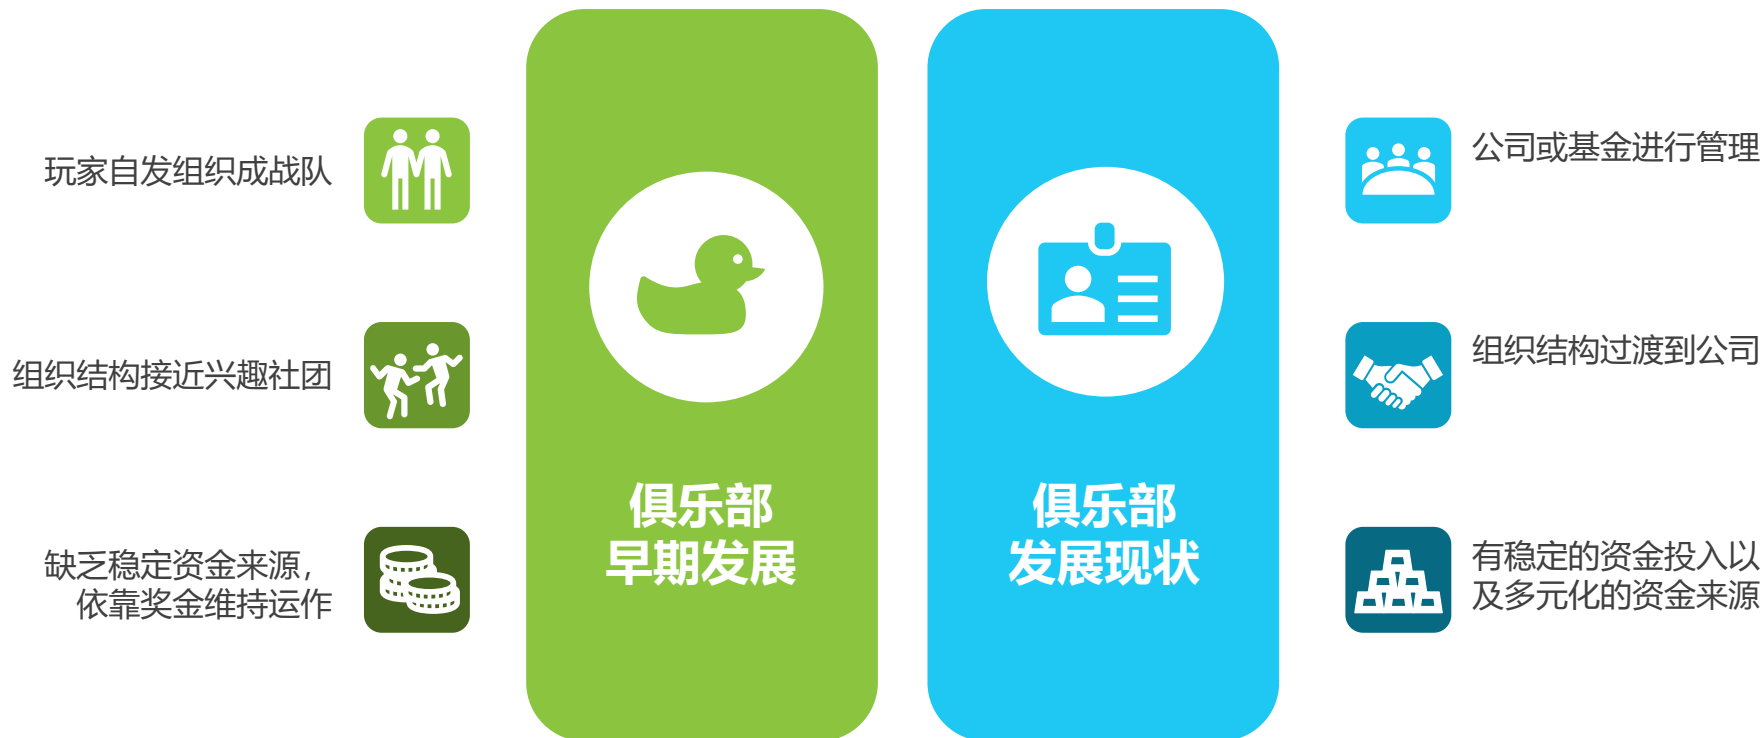 玩家自发组织成战队
组织结构接近兴趣社团
缺乏稳定资金来源，
依靠奖金维持运作
俱乐部
早期发展
俱乐部
发展现状
公司或基金进行管理
组织结构过渡到公司
有稳定的资金投入以
及多元化的资金来源